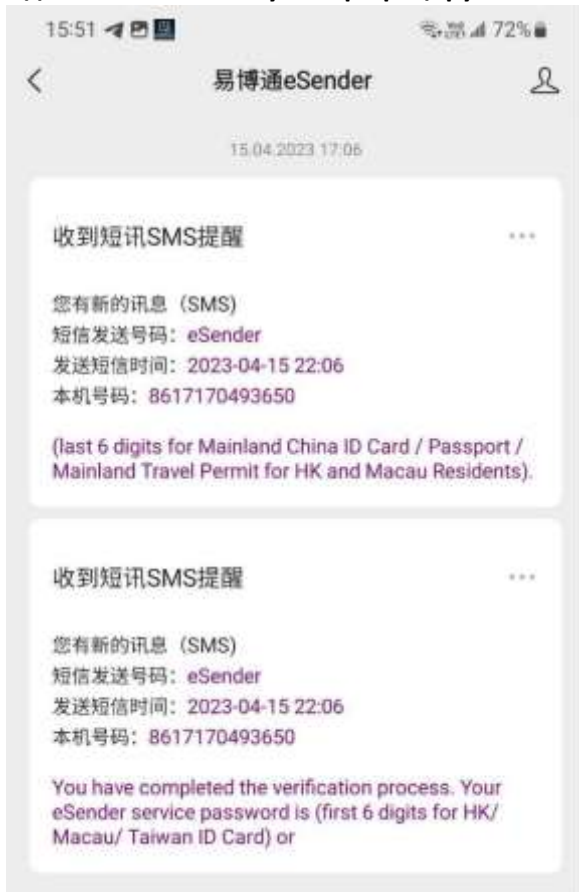 15:51 72%
易博通eSender
15.04.2023 17:06
收到短讯SMS提醒
您有新的讯息（SMS)
短信发送号码：eSender
发送短信时间：2023-04-15 22:06
本机号码：8617170493650
(last 6 digits for Mainland China ID Card / Passport /
Mainland Travel Permit for HK and Macau Residents).
收到短讯SMS提醒
您有新的讯息（SMS)
短信发送号码：eSender
发送短信时间：2023-04-15 22:06
本机号码：8617170493650
You have completed the verification process. Your
eSender service password is (first 6 digits for HK/
Macau/ Taiwan ID Card) or